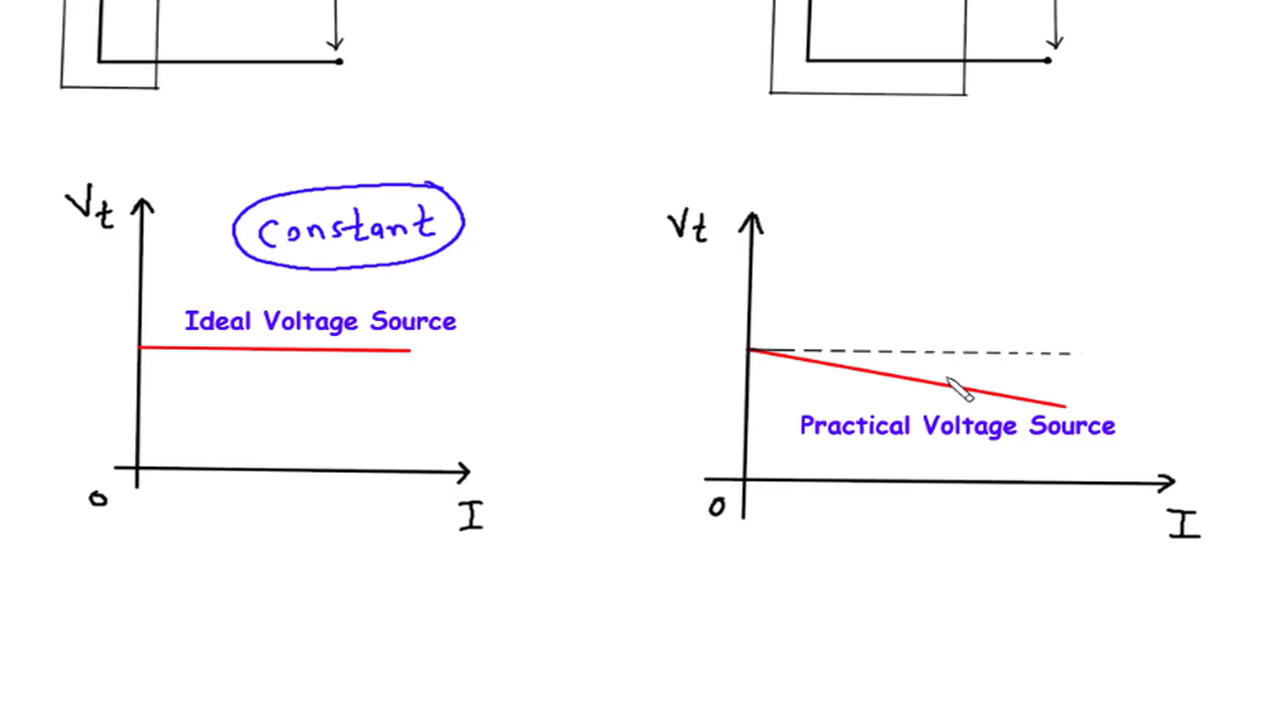 Vt
Constant
Ideal Voltage Source
0
I
Vt
Practical Voltage Source
0
I